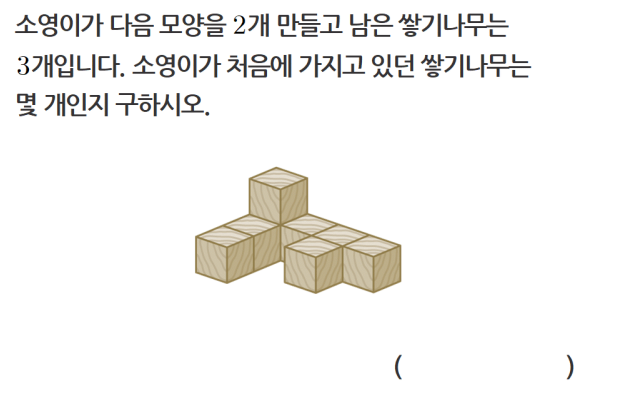 소영이가 다음 모양을 2개 만들고 남은 쌓기나무는
3개입니다. 소영이가 처음에 가지고 있던 쌓기나무는
몇 개인지 구하시오.
(                    )